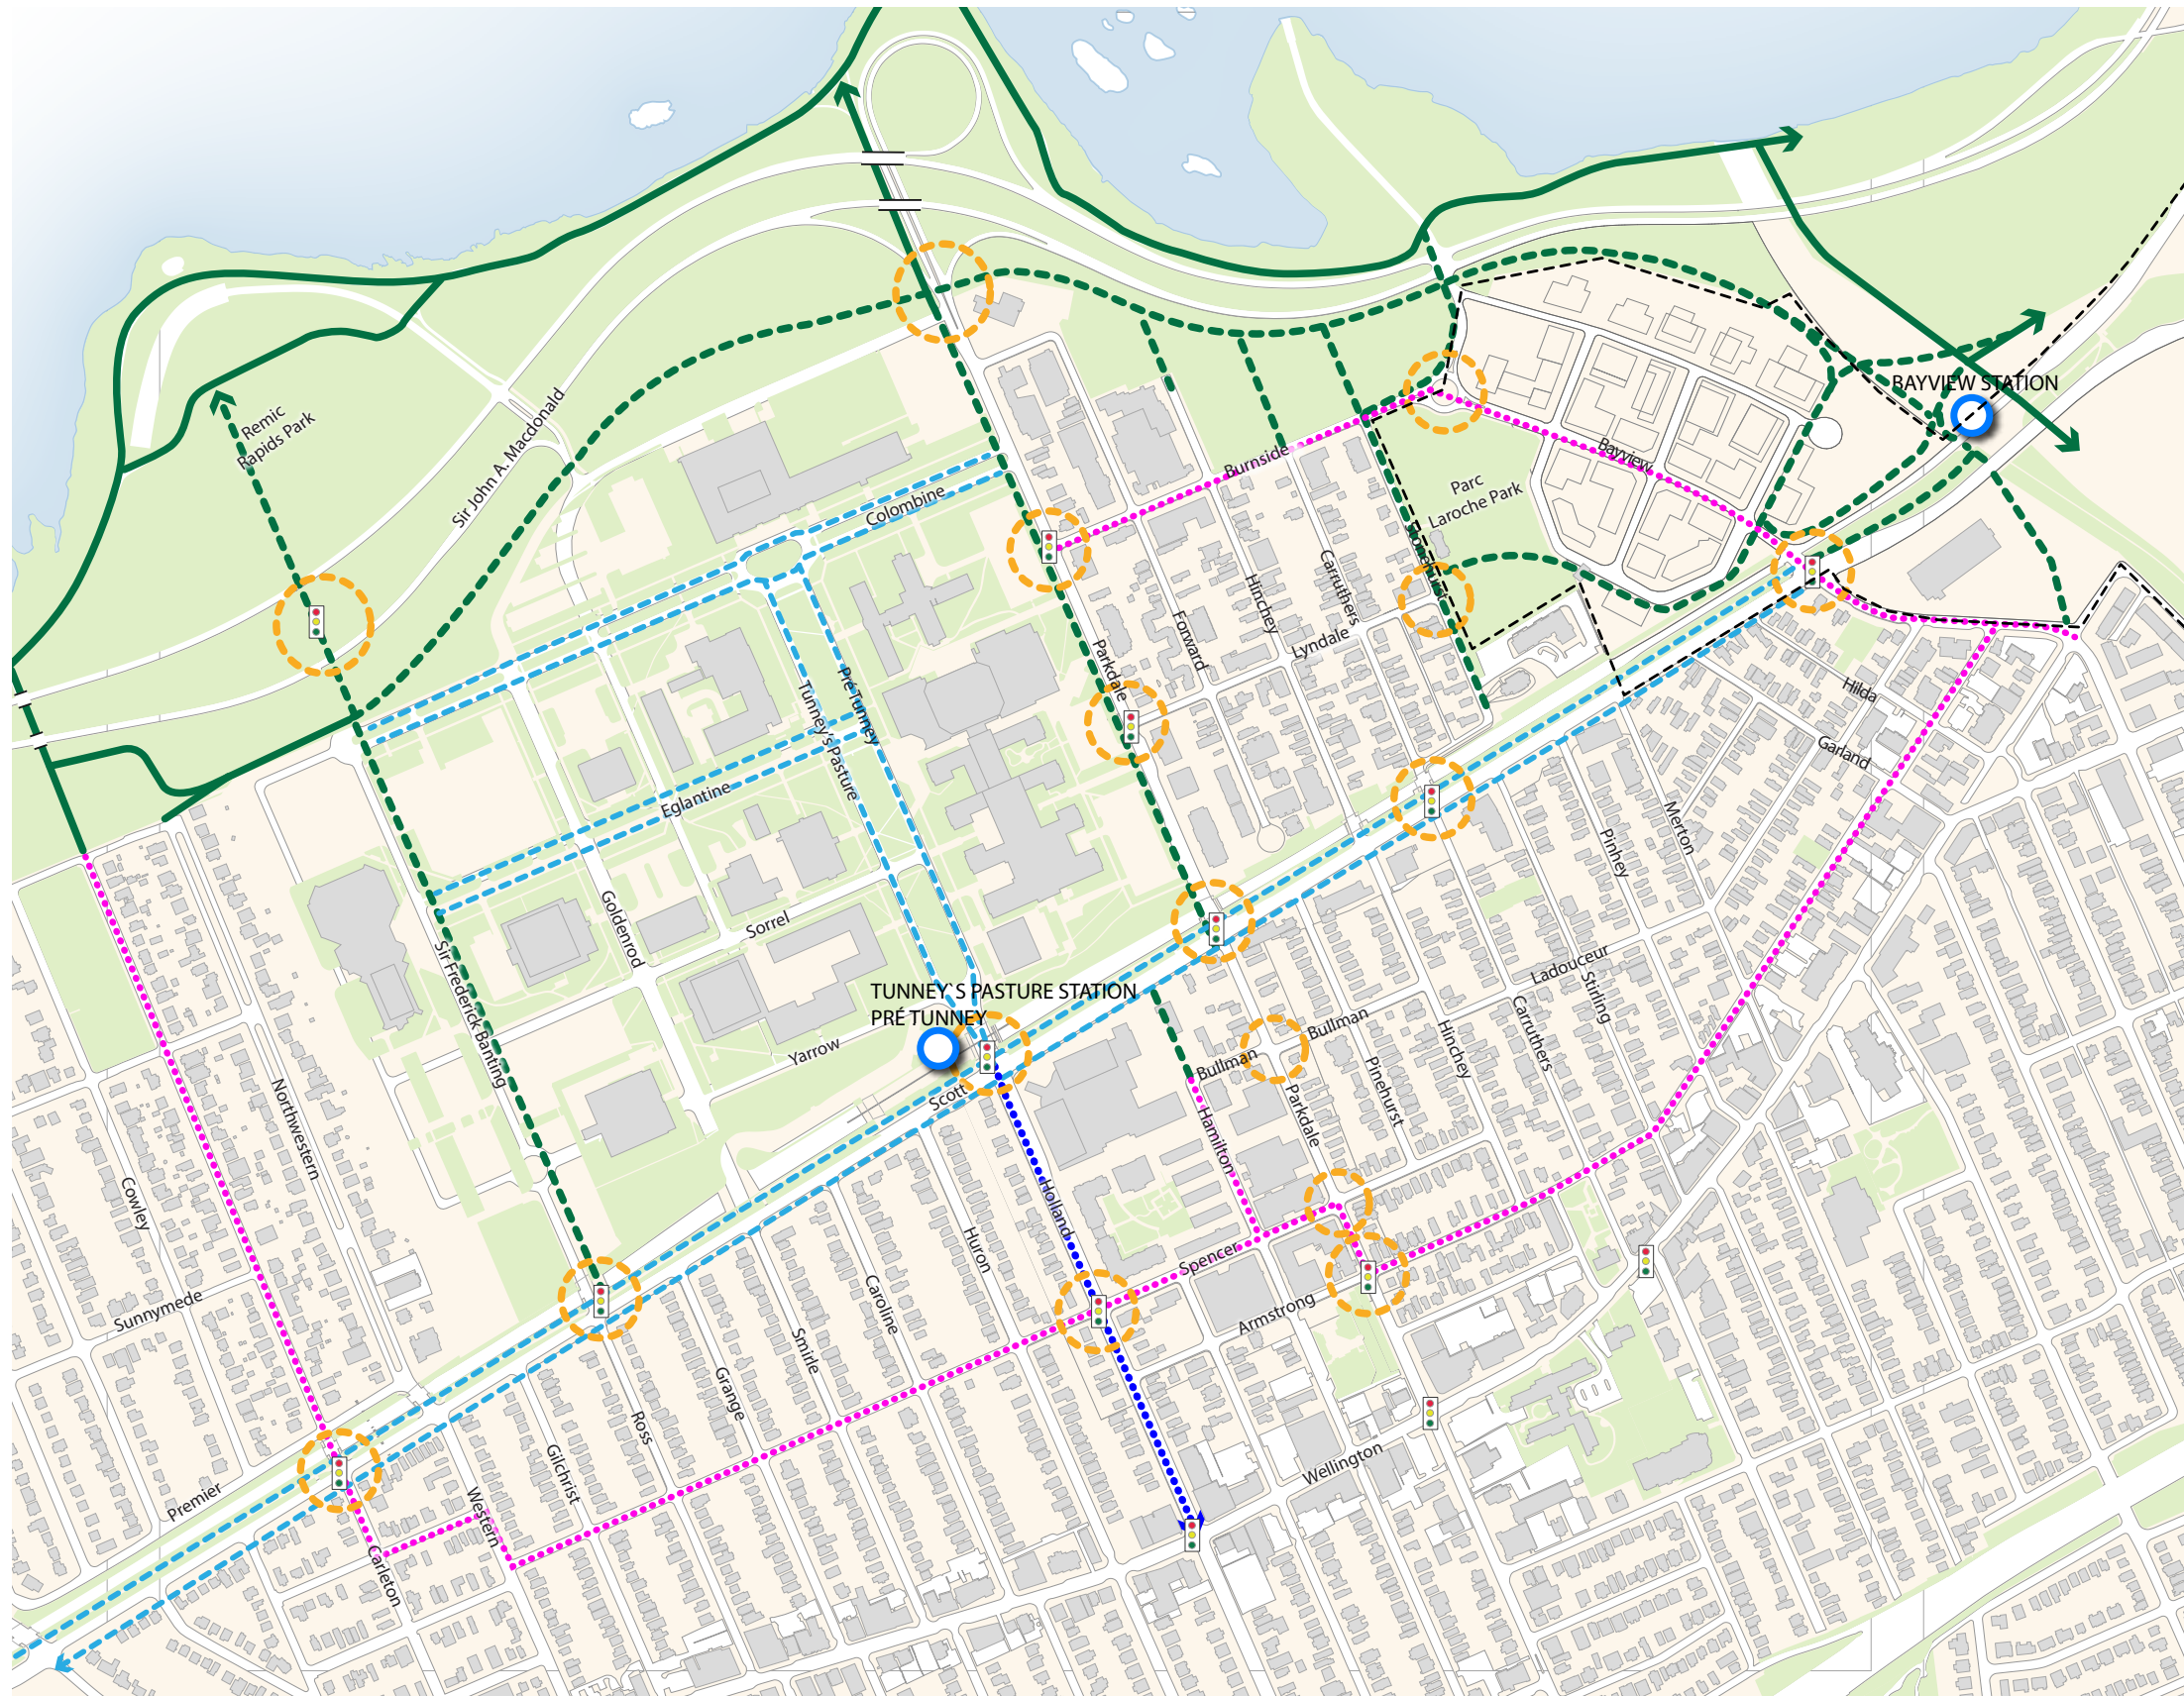 BAYVIEW STATION
Remic
Rapids Park
Sir John A. Macdonald
Burnside
Bayview
Parc
Laroche Park
Colombine
Stonehurst
Carruthers
Hinchey
Forward
Lyndale
Parkdale
Pré Tunney
Tunney's Pasture
Hilda
Garland
Merton
Pinhey
Eglantine
Goldenrod
Sorrel
Sir Frederick Banting
Ladouceur
Stirling
Carruthers
Hinchey
TUNNEY`S PASTURE STATION
PRÉ TUNNEY
Yarrow
Scott
Bullman
Bullman
Parkdale
Pinehurst
Hamilton
Northwestern
Cowley
Holland
Huron
Spencer
Caroline
Sunnymede
Armstrong
Smirle
Grange
Ross
Gilchrist
Western
Wellington
Premier
Carleton